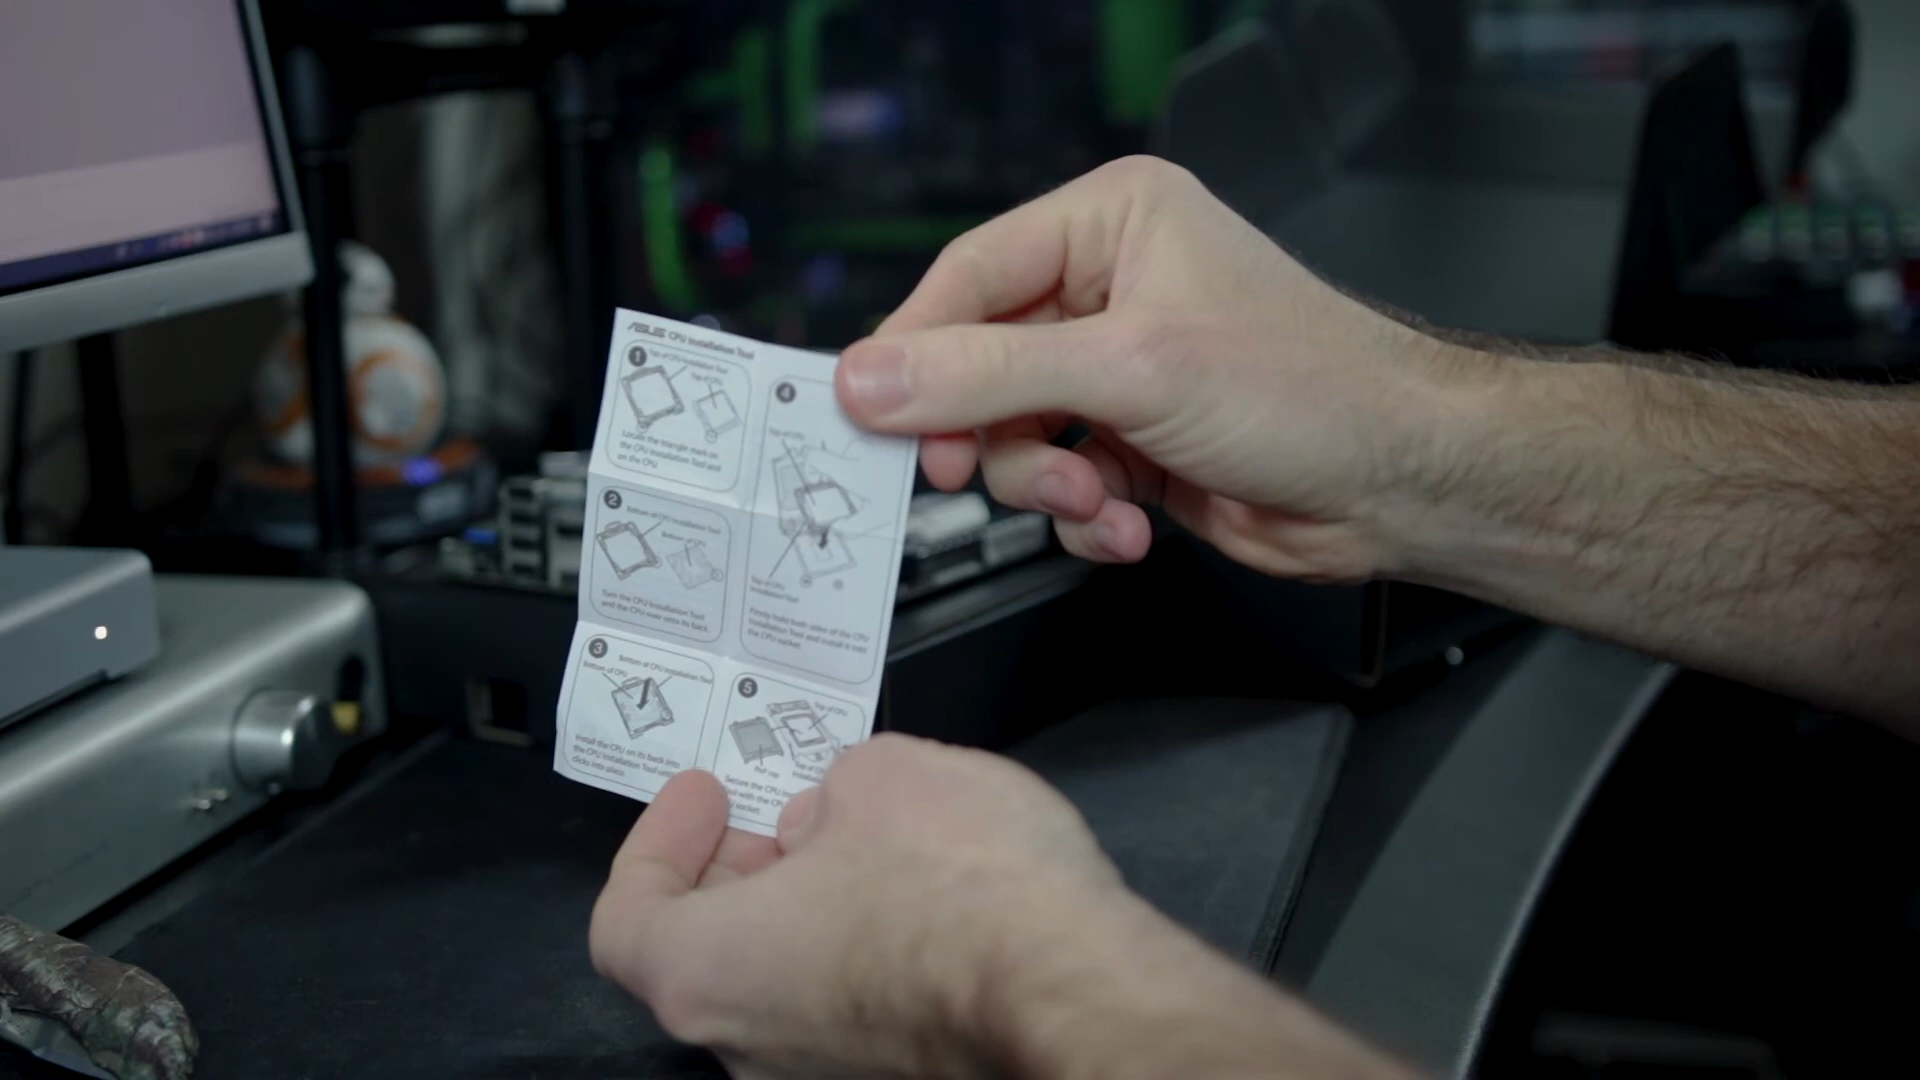 ASUS CPU Installation Tool
1
Top of CPU Installation Tool
Top of CPU
Locate the triangle mark on
the CPU Installation Tool and
on the CPU.
2
Bottom of CPU Installation Tool
Bottom of CPU
Turn the CPU Installation Tool
and the CPU over onto its back.
3
Bottom of CPU Installation Tool
Bottom of CPU
Install the CPU on its back into
the CPU Installation Tool until
clicks into place.
4
Top of CPU
Top of CPU
Installation Tool
Firmly hold both sides of the CPU
Installation Tool and install it into
the CPU socket.
5
Top of CPU
PnP cap
Top of CPU
Secure the CPU
with the CPU
socket.